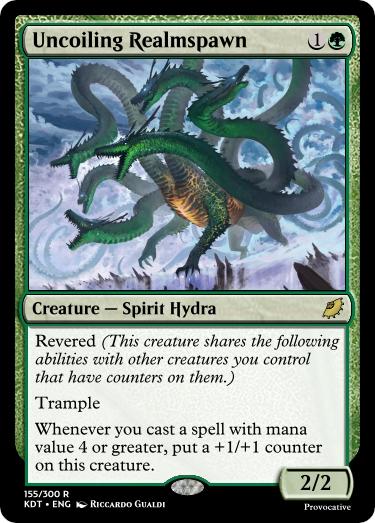 Uncoiling Realmspawn 1
Creature — Spirit Hydra
Revered (This creature shares the following
abilities with other creatures you control
that have counters on them.)
Trample
Whenever you cast a spell with mana
value 4 or greater, put a +1/+1 counter
on this creature.
2/2
155/300 R
KDT • ENG Riccardo Gualdi
Provocative